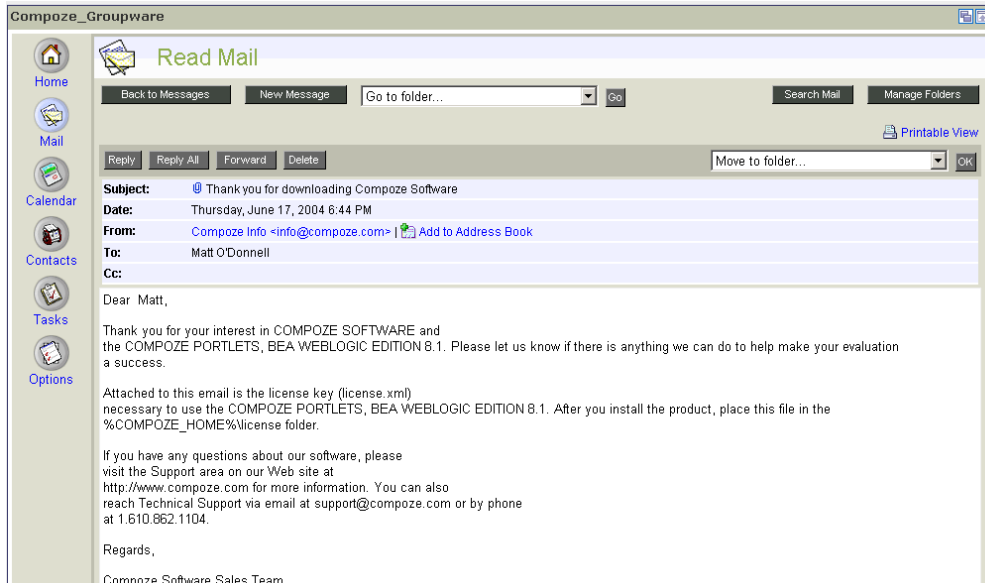 Compoze_Groupware
Home
Mail
Calendar
Contacts
Tasks
Options
Read Mail
Back to Messages New Message Go to folder... Go Search Mail Manage Folders
Printable View
Reply Reply All Forward Delete Move to folder... OK
Subject: Thank you for downloading Compoze Software
Date: Thursday, June 17, 2004 6:44 PM
From: Compoze Info <info@compoze.com> | Add to Address Book
To: Matt O'Donnell
Cc:
Dear Matt,
Thank you for your interest in COMPOZE SOFTWARE and
the COMPOZE PORTLETS, BEA WEBLOGIC EDITION 8.1. Please let us know if there is anything we can do to help make your evaluation
a success.
Attached to this email is the license key (license.xml)
necessary to use the COMPOZE PORTLETS, BEA WEBLOGIC EDITION 8.1. After you install the product, place this file in the
%COMPOZE_HOME%\license folder.
If you have any questions about our software, please
visit the Support area on our Web site at
http://www.compoze.com for more information. You can also
reach Technical Support via email at support@compoze.com or by phone
at 1.610.862.1104.
Regards,
Compoze Software Sales Team